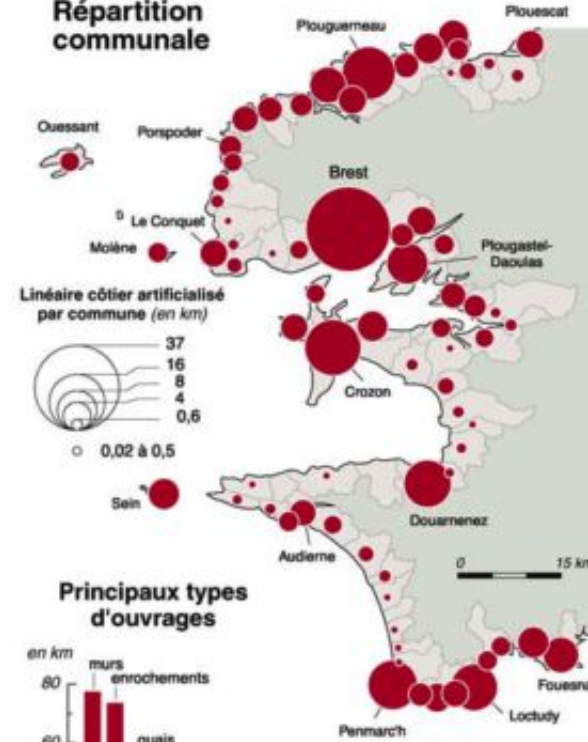 Répartition
communale
Plouescat
Plouguerneau
Ouessant
Porspoder
Brest
Le Conquet
Molène
Plougastel-
Daoulas
Linéaire côtier artificialisé
par commune (en km)
37
16
8
4
0,6
0,02 à 0,5
Crozon
Sein
Douarnenez
Audierne
0 15 km
Principaux types
d'ouvrages
en km
murs
enrochements
80
quais
60
Fouesna
Loctudy
Penmarc'h